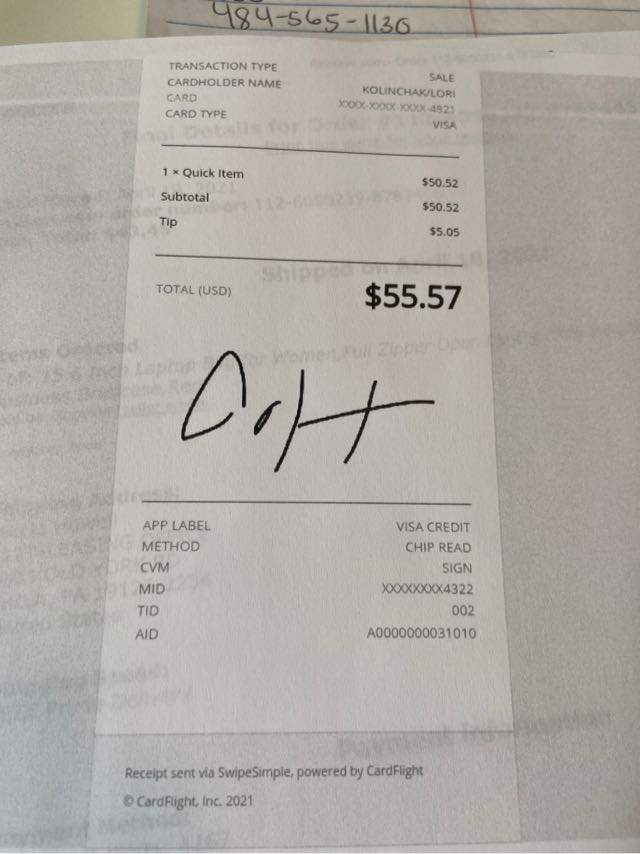 484-565-1130
TRANSACTION TYPE SALE
CARDHOLDER NAME KOLINCHAK/LORI
CARD XXXX-XXXX-XXXX-4821
CARD TYPE VISA
1 × Quick Item $50.52
Subtotal $50.52
Tip $5.05
TOTAL (USD) $55.57
APP LABEL VISA CREDIT
METHOD CHIP READ
CVM SIGN
MID XXXXXXXX4322
TID 002
AID A0000000031010
Receipt sent via SwipeSimple, powered by CardFlight
© CardFlight, Inc. 2021